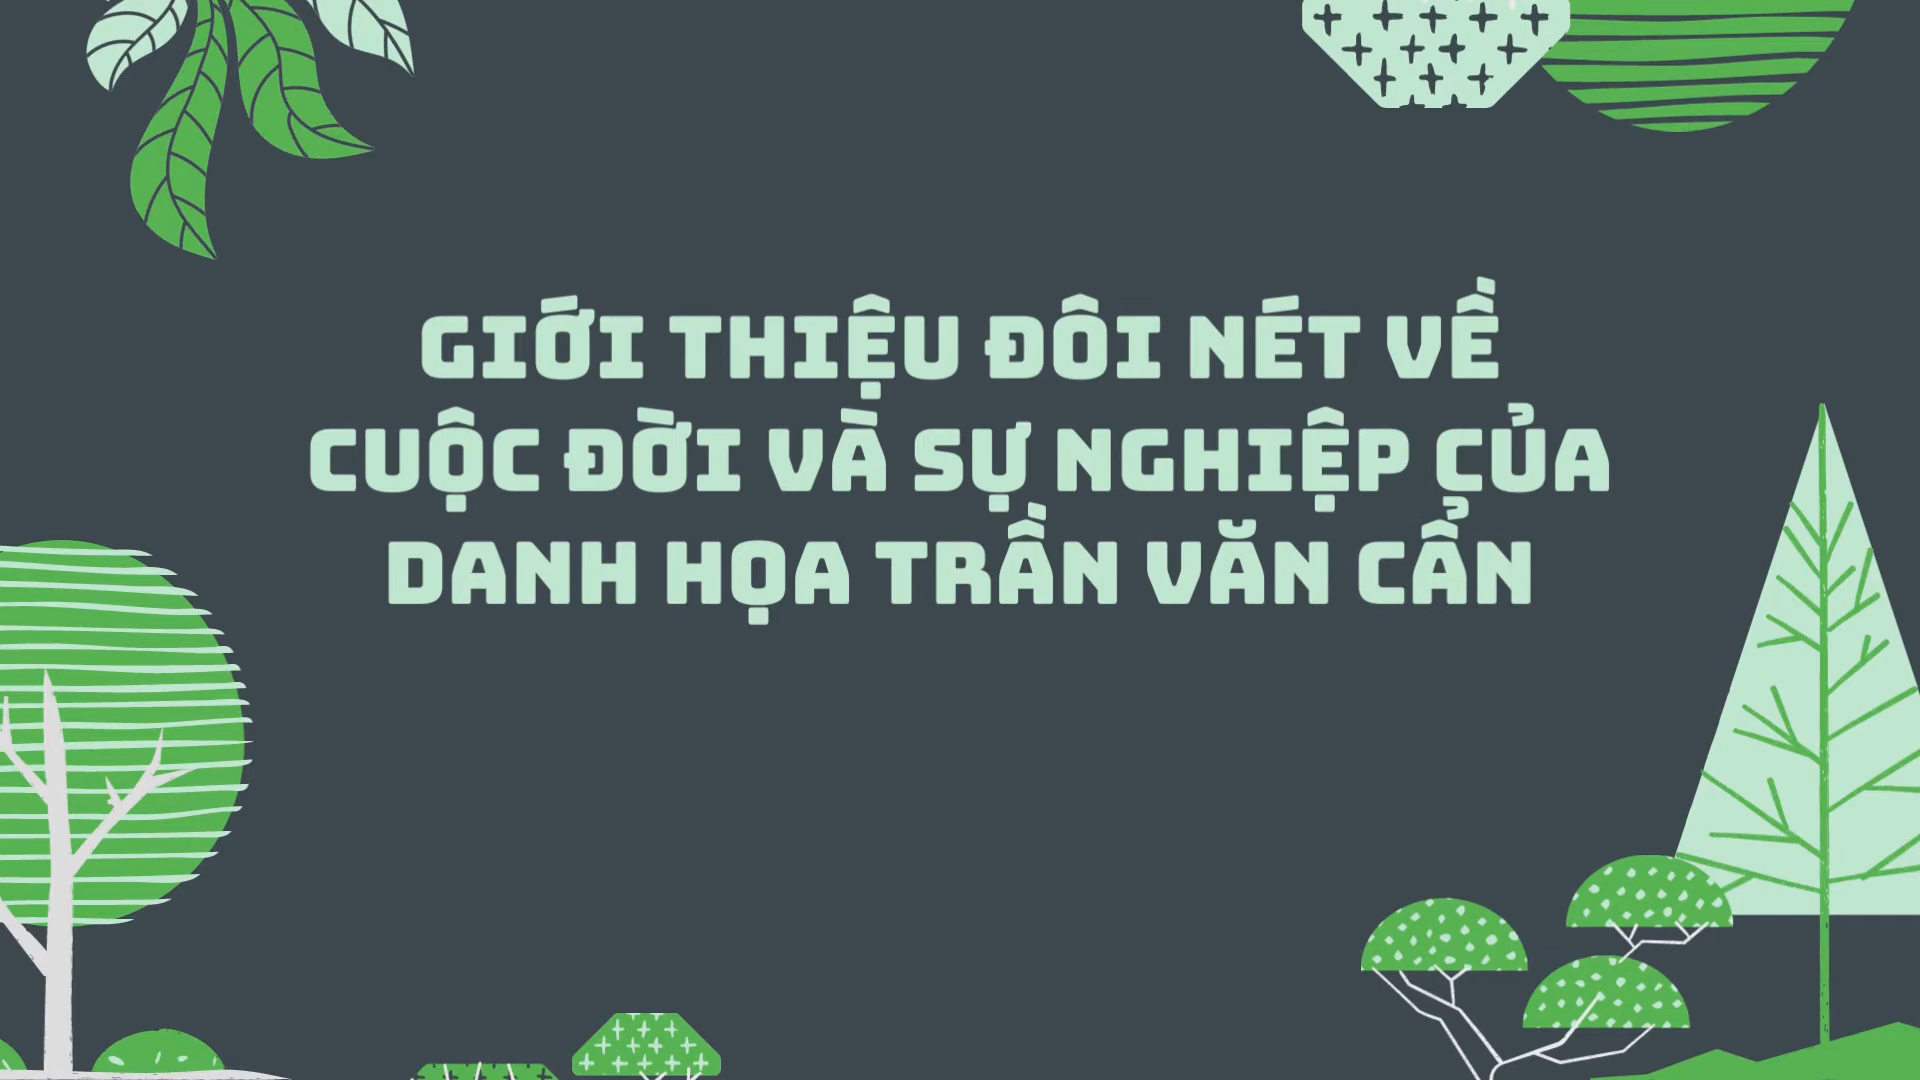 GIỚI THIỆU ĐÔI NÉT VỀ
CUỘC ĐỜI VÀ SỰ NGHIỆP CỦA
DANH HỌA TRẦN VĂN CẨN